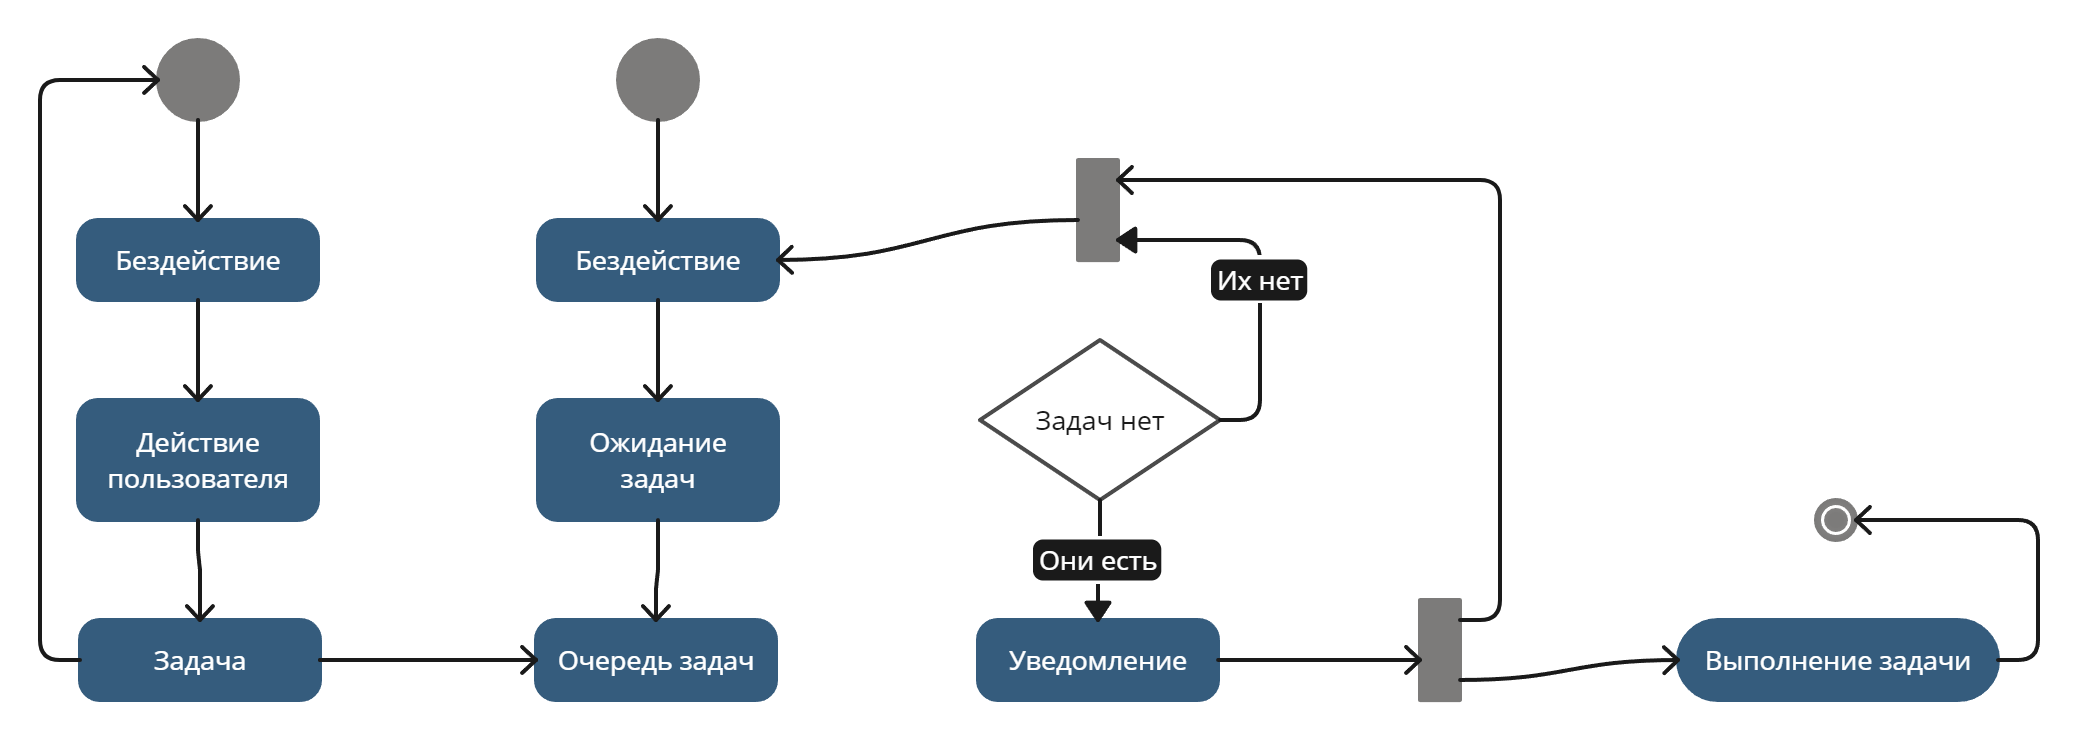 Бездействие
Действие
пользователя
Задача
Бездействие
Ожидание
задач
Очередь задач
Их нет
Задач нет
Они есть
Уведомление
Выполнение задачи